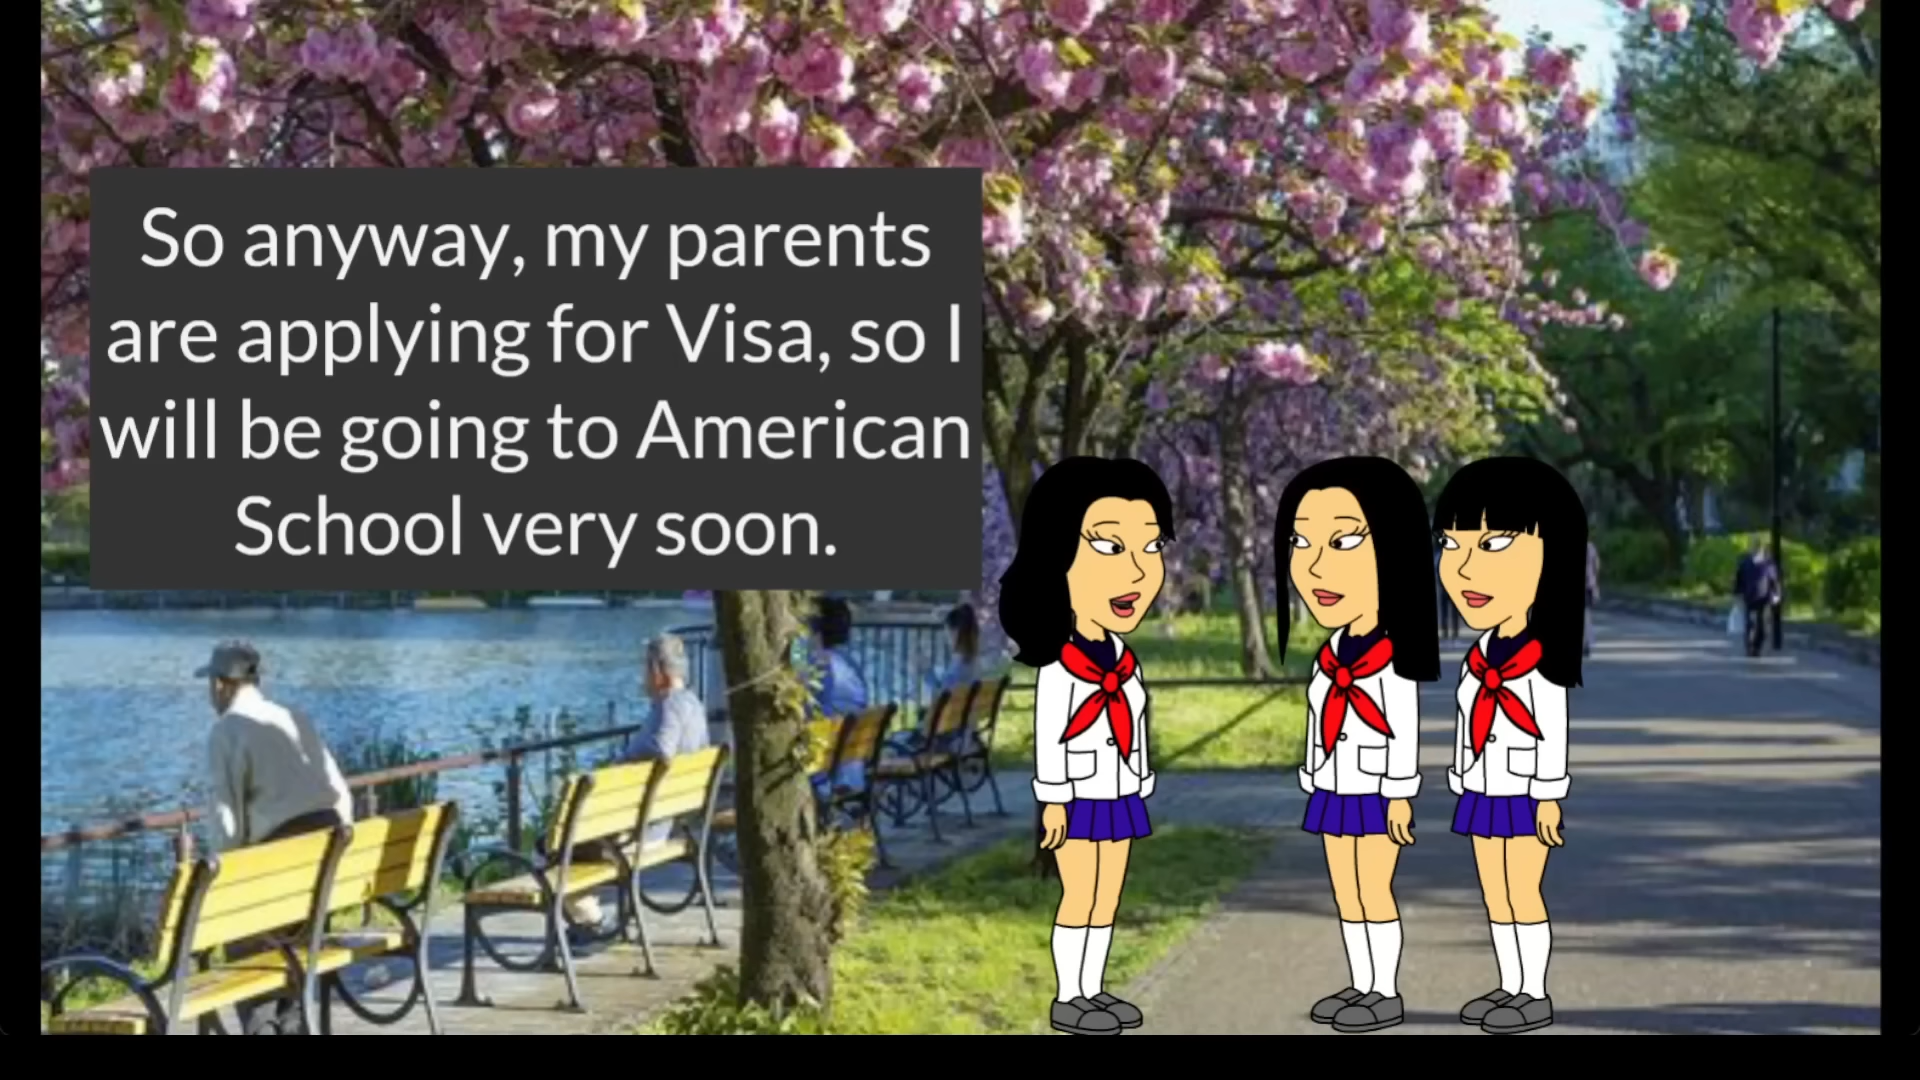 So anyway, my parents
are applying for Visa, so I
will be going to American
School very soon.